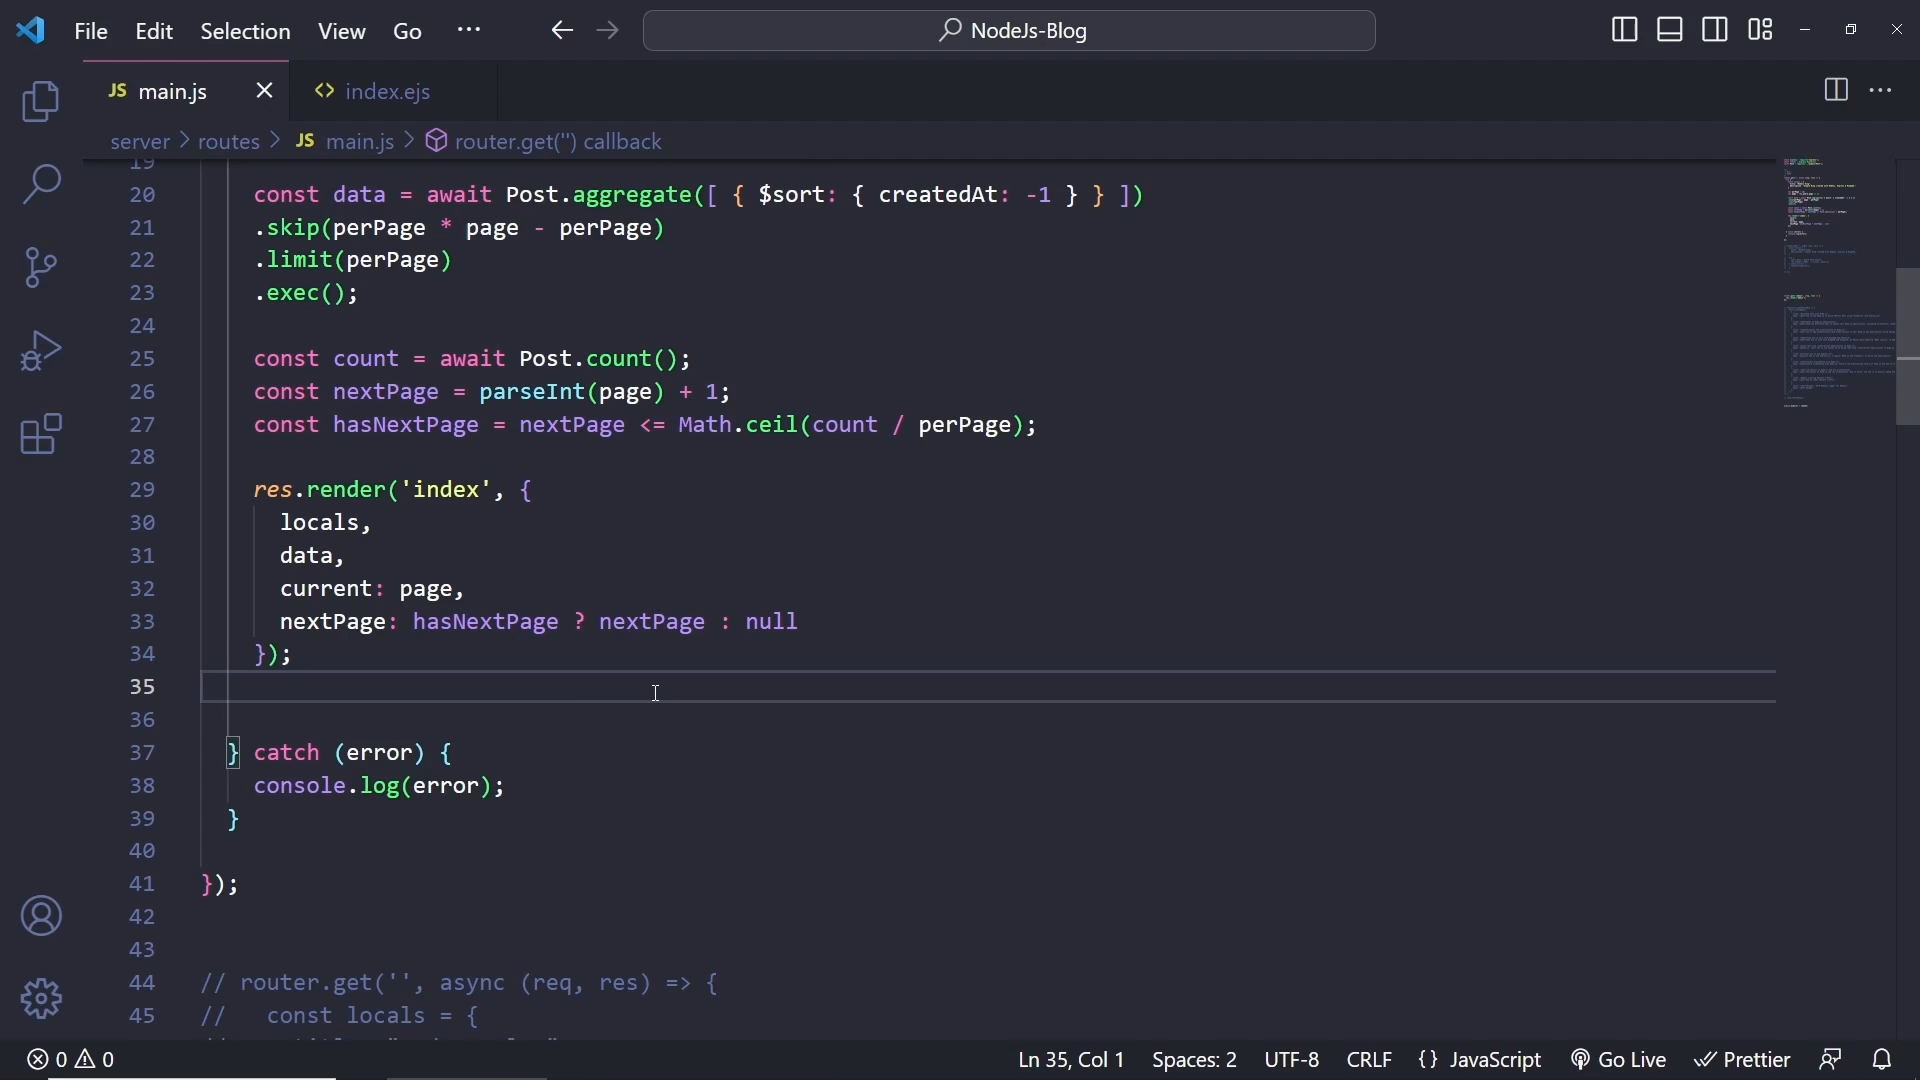 File Edit Selection View Go ···
NodeJs-Blog
JS main.js
<> index.ejs
server > routes > JS main.js > router.get('') callback
19
20 const data = await Post.aggregate([ { $sort: { createdAt: -1 } } ])
21 .skip(perPage * page - perPage)
22 .limit(perPage)
23 .exec();
24
25 const count = await Post.count();
26 const nextPage = parseInt(page) + 1;
27 const hasNextPage = nextPage <= Math.ceil(count / perPage);
28
29 res.render('index', {
30 locals,
31 data,
32 current: page,
33 nextPage: hasNextPage ? nextPage : null
34 });
35
36
37 } catch (error) {
38 console.log(error);
39 }
40
41 });
42
43
44 // router.get('', async (req, res) => {
45 // const locals = {
0 0 Ln 35, Col 1 Spaces: 2 UTF-8 CRLF {} JavaScript Go Live Prettier